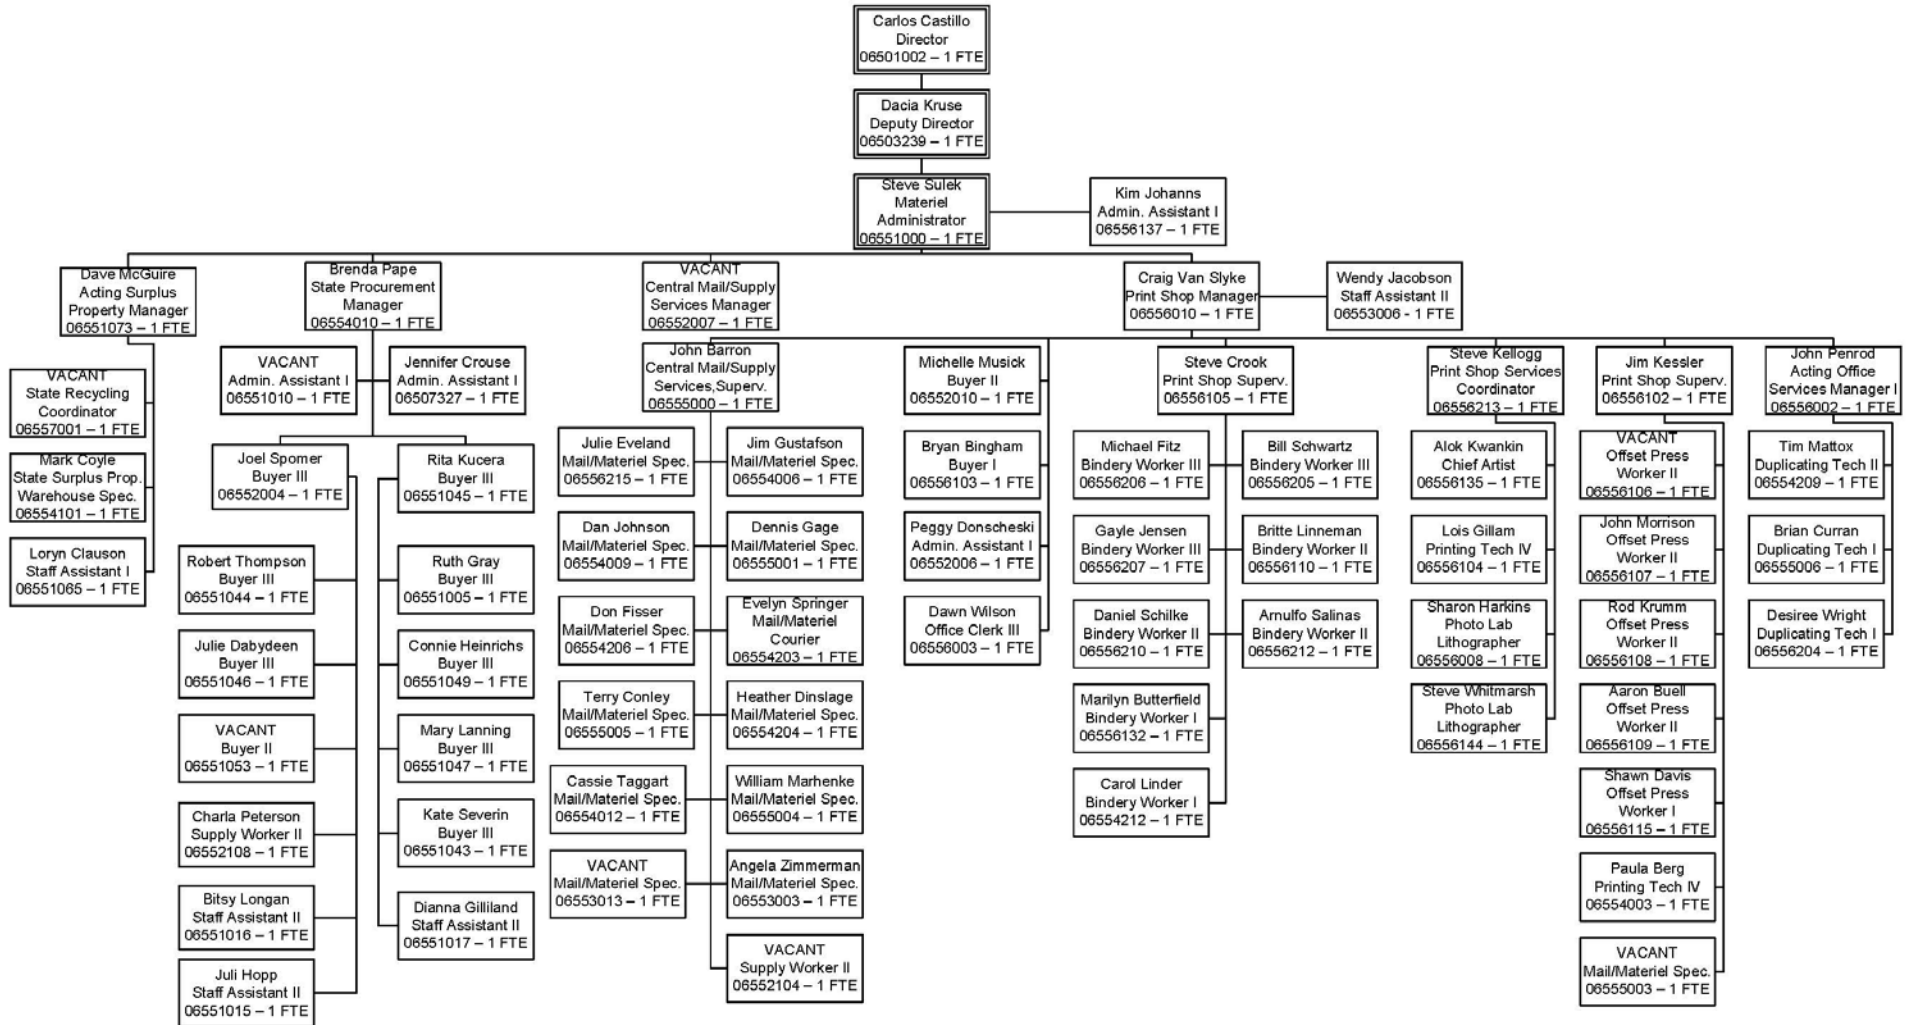 Carlos Castillo
Director
06501002 – 1 FTE
Dacia Kruse
Deputy Director
06503239 – 1 FTE
Steve Sulek
Materiel
Administrator
06551000 – 1 FTE
Kim Johanns
Admin. Assistant I
06556137 – 1 FTE
Dave McGuire
Acting Surplus
Property Manager
06551073 – 1 FTE
Brenda Pape
State Procurement
Manager
06554010 – 1 FTE
VACANT
Central Mail/Supply
Services Manager
06552007 – 1 FTE
Craig Van Slyke
Print Shop Manager
06556010 – 1 FTE
Wendy Jacobson
Staff Assistant II
06553006 - 1 FTE
VACANT
State Recycling
Coordinator
06557001 – 1 FTE
Mark Coyle
State Surplus Prop.
Warehouse Spec.
06554101 – 1 FTE
Loryn Clauson
Staff Assistant I
06551065 – 1 FTE
VACANT
Admin. Assistant I
06551010 – 1 FTE
Jennifer Crouse
Admin. Assistant I
06507327 – 1 FTE
Joel Spomer
Buyer III
06552004 – 1 FTE
Rita Kucera
Buyer III
06551045 – 1 FTE
Robert Thompson
Buyer III
06551044 – 1 FTE
Julie Dabydeen
Buyer III
06551046 – 1 FTE
VACANT
Buyer II
06551053 – 1 FTE
Charla Peterson
Supply Worker II
06552108 – 1 FTE
Bitsy Longan
Staff Assistant II
06551016 – 1 FTE
Juli Hopp
Staff Assistant II
06551015 – 1 FTE
Ruth Gray
Buyer III
06551005 – 1 FTE
Connie Heinrichs
Buyer III
06551049 – 1 FTE
Mary Lanning
Buyer III
06551047 – 1 FTE
Kate Severin
Buyer III
06551043 – 1 FTE
Dianna Gilliland
Staff Assistant II
06551017 – 1 FTE
John Barron
Central Mail/Supply
Services,Superv.
06555000 – 1 FTE
Julie Eveland
Mail/Materiel Spec.
06556215 – 1 FTE
Jim Gustafson
Mail/Materiel Spec.
06554006 – 1 FTE
Dan Johnson
Mail/Materiel Spec.
06554009 – 1 FTE
Dennis Gage
Mail/Materiel Spec.
06555001 – 1 FTE
Don Fisser
Mail/Materiel Spec.
06554206 – 1 FTE
Evelyn Springer
Mail/Materiel
Courier
06554203 – 1 FTE
Terry Conley
Mail/Materiel Spec.
06555005 – 1 FTE
Heather Dinslage
Mail/Materiel Spec.
06554204 – 1 FTE
Cassie Taggart
Mail/Materiel Spec.
06554012 – 1 FTE
William Marhenke
Mail/Materiel Spec.
06555004 – 1 FTE
VACANT
Mail/Materiel Spec.
06553013 – 1 FTE
Angela Zimmerman
Mail/Materiel Spec.
06553003 – 1 FTE
VACANT
Supply Worker II
06552104 – 1 FTE
Michelle Musick
Buyer II
06552010 – 1 FTE
Bryan Bingham
Buyer I
06556103 – 1 FTE
Peggy Donscheski
Admin. Assistant I
06552006 – 1 FTE
Dawn Wilson
Office Clerk III
06556003 – 1 FTE
Steve Crook
Print Shop Superv.
06556105 – 1 FTE
Michael Fitz
Bindery Worker III
06556206 – 1 FTE
Bill Schwartz
Bindery Worker III
06556205 – 1 FTE
Gayle Jensen
Bindery Worker III
06556207 – 1 FTE
Britte Linneman
Bindery Worker II
06556110 – 1 FTE
Daniel Schilke
Bindery Worker II
06556210 – 1 FTE
Arnulfo Salinas
Bindery Worker II
06556212 – 1 FTE
Marilyn Butterfield
Bindery Worker I
06556132 – 1 FTE
Carol Linder
Bindery Worker I
06554212 – 1 FTE
Steve Kellogg
Print Shop Services
Coordinator
06556213 – 1 FTE
Alok Kwankin
Chief Artist
06556135 – 1 FTE
Lois Gillam
Printing Tech IV
06556104 – 1 FTE
Sharon Harkins
Photo Lab
Lithographer
06556008 – 1 FTE
Steve Whitmarsh
Photo Lab
Lithographer
06556144 – 1 FTE
Jim Kessler
Print Shop Superv.
06556102 – 1 FTE
VACANT
Offset Press
Worker II
06556106 – 1 FTE
John Morrison
Offset Press
Worker II
06556107 – 1 FTE
Rod Krumm
Offset Press
Worker II
06556108 – 1 FTE
Aaron Buell
Offset Press
Worker II
06556109 – 1 FTE
Shawn Davis
Offset Press
Worker I
06556115 – 1 FTE
Paula Berg
Printing Tech IV
06554003 – 1 FTE
VACANT
Mail/Materiel Spec.
06555003 – 1 FTE
John Penrod
Acting Office
Services Manager I
06556002 – 1 FTE
Tim Mattox
Duplicating Tech II
06554209 – 1 FTE
Brian Curran
Duplicating Tech I
06555006 – 1 FTE
Desiree Wright
Duplicating Tech I
06556204 – 1 FTE